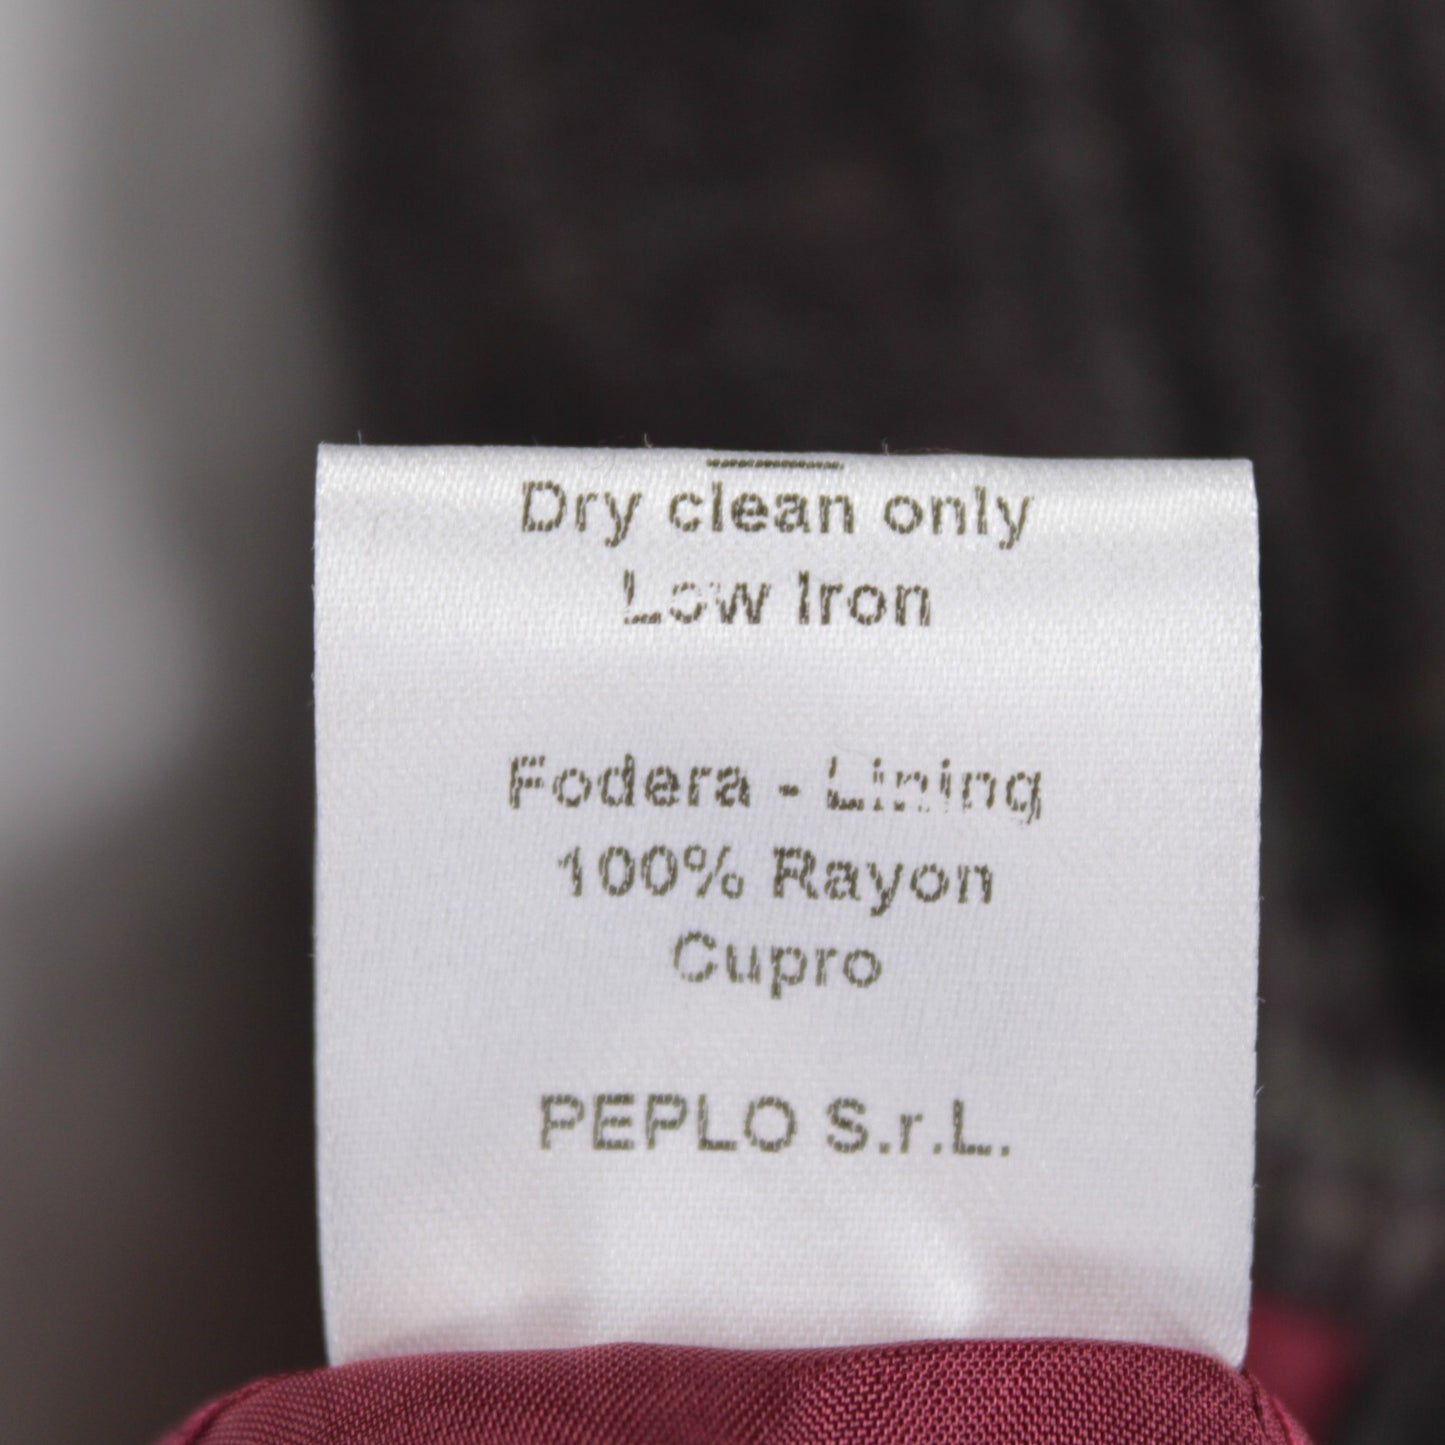 Dry clean only
Low Iron
Fodera - Lining
100% Rayon
Cupro
PEPLO S.r.L.